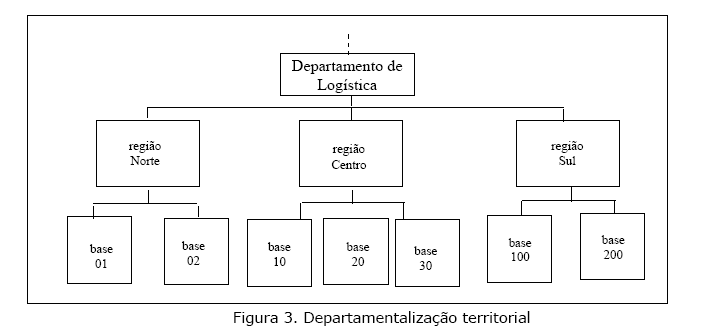 Departamento de
Logística
região
Norte
região
Centro
região
Sul
base
01
base
02
base
10
base
20
base
30
base
100
base
200
Figura 3. Departamentalização territorial